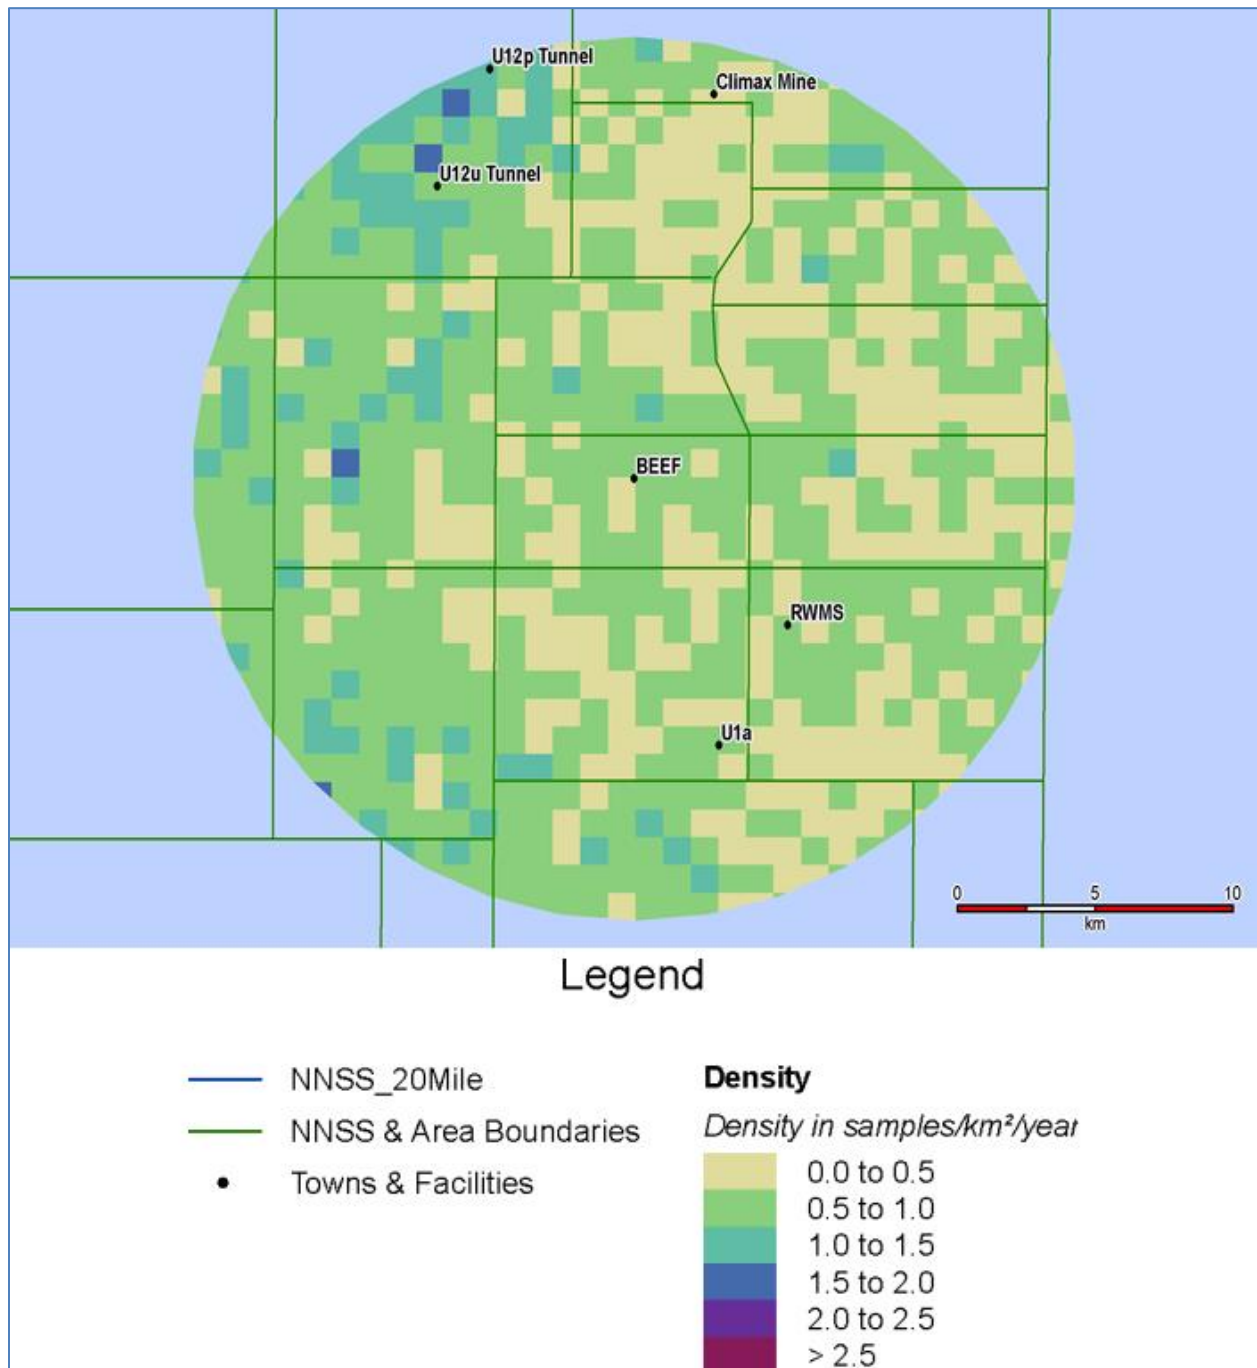 U12p Tunnel
Climax Mine
U12u Tunnel
BEEF
RWMS
U1a
0 5 10
km
Legend
NNSS_20Mile
NNSS & Area Boundaries
Towns & Facilities
Density
Density in samples/km²/year
0.0 to 0.5
0.5 to 1.0
1.0 to 1.5
1.5 to 2.0
2.0 to 2.5
> 2.5